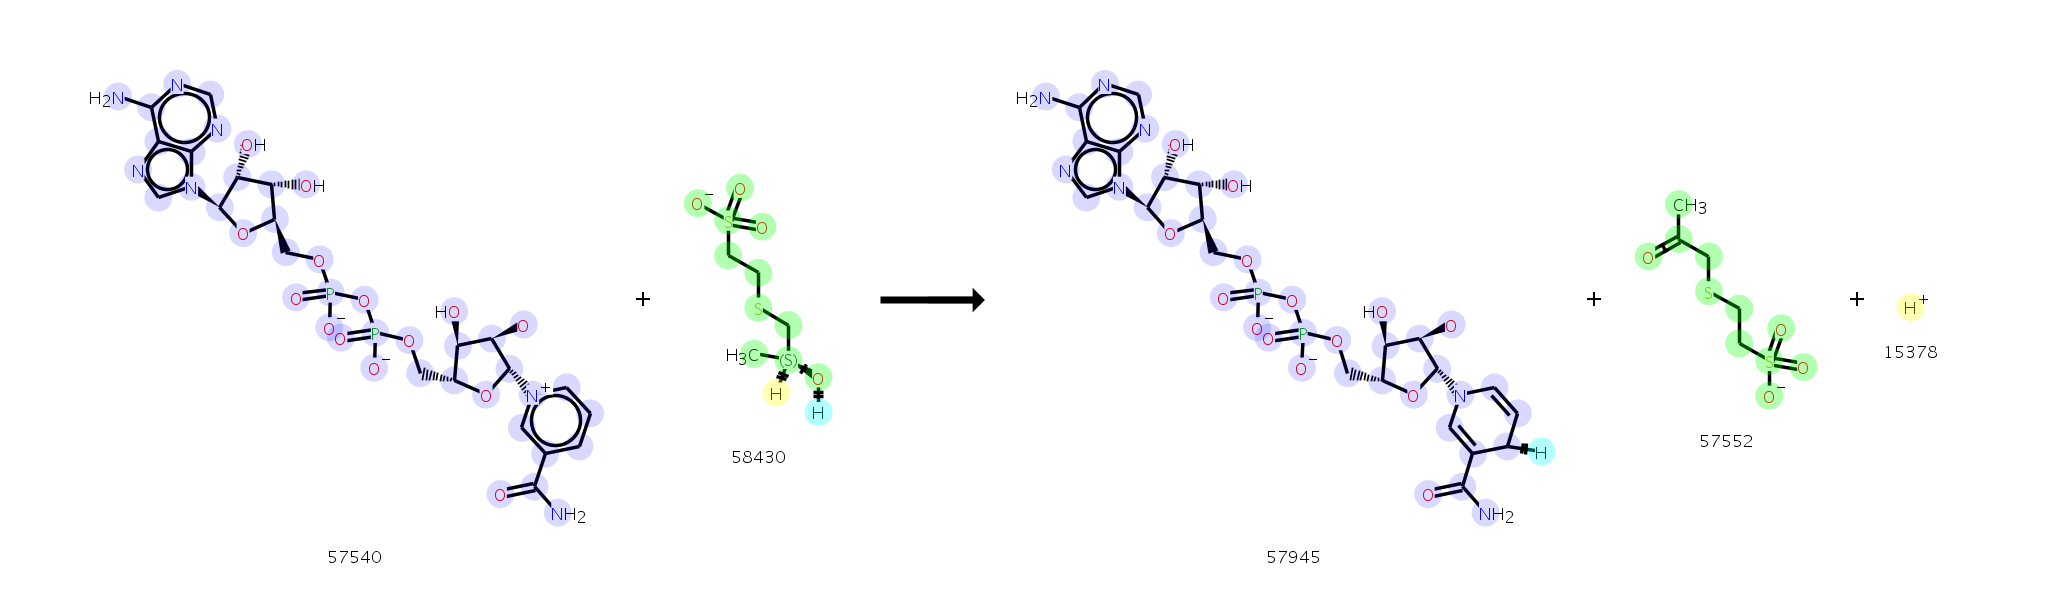 H2N N N N N OH OH O O O P O O− O P O O− O HO O O N+ O NH2
57540
+
O− O S O S H3C (S) O H H
58430
H2N N N N N OH OH O O O P O O− O P O O− O HO O O N H O NH2
57945
+
CH3 O S O S O O−
57552
+
H+
15378